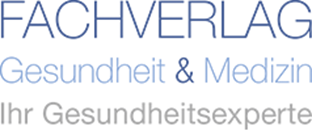 FACHVERLAG
Gesundheit & Medizin
Ihr Gesundheitsexperte